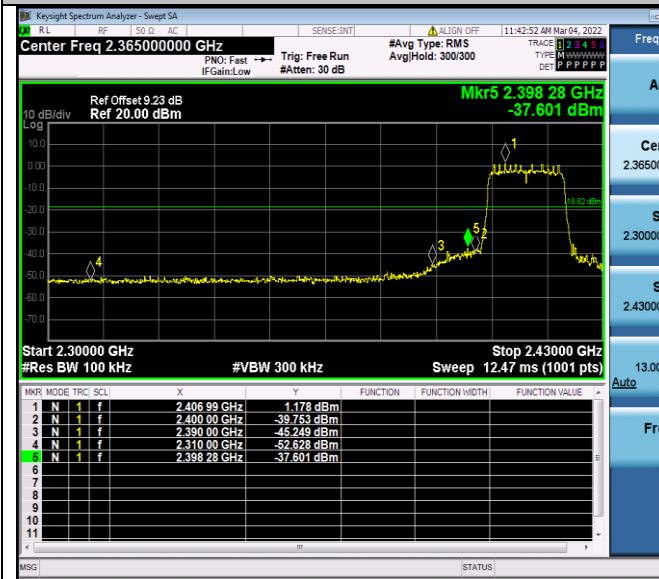 Keysight Spectrum Analyzer - Swept SA
RL RF 50 Ω AC SENSE:INT ALIGN OFF 11:42:52 AM Mar 04, 2022
Center Freq 2.365000000 GHz
PNO: Fast
IFGain:Low
Trig: Free Run
#Atten: 30 dB
#Avg Type: RMS
Avg|Hold: 300/300
TRACE 1 2 3 4 5 6
TYPE M
DET P P P P P P
Mkr5 2.398 28 GHz
-37.601 dBm
Ref Offset 9.23 dB
10 dB/div Ref 20.00 dBm
Log
10.0
0.00
-10.0
-20.0
-30.0
-40.0
-50.0
-60.0
-70.0
1
2
3
4
5
Start 2.30000 GHz
Stop 2.43000 GHz
#Res BW 100 kHz
#VBW 300 kHz
Sweep 12.47 ms (1001 pts)
MKR MODE TRC SCL X Y FUNCTION FUNCTION WIDTH FUNCTION VALUE
1 N 1 f 2.406 99 GHz 1.178 dBm
2 N 1 f 2.400 00 GHz -39.753 dBm
3 N 1 f 2.390 00 GHz -45.249 dBm
4 N 1 f 2.310 00 GHz -52.628 dBm
5 N 1 f 2.398 28 GHz -37.601 dBm
6
7
8
9
10
11
MSG STATUS
Freq
A
Ce
2.36500
S
2.30000
S
2.43000
13.00
Auto
Fr